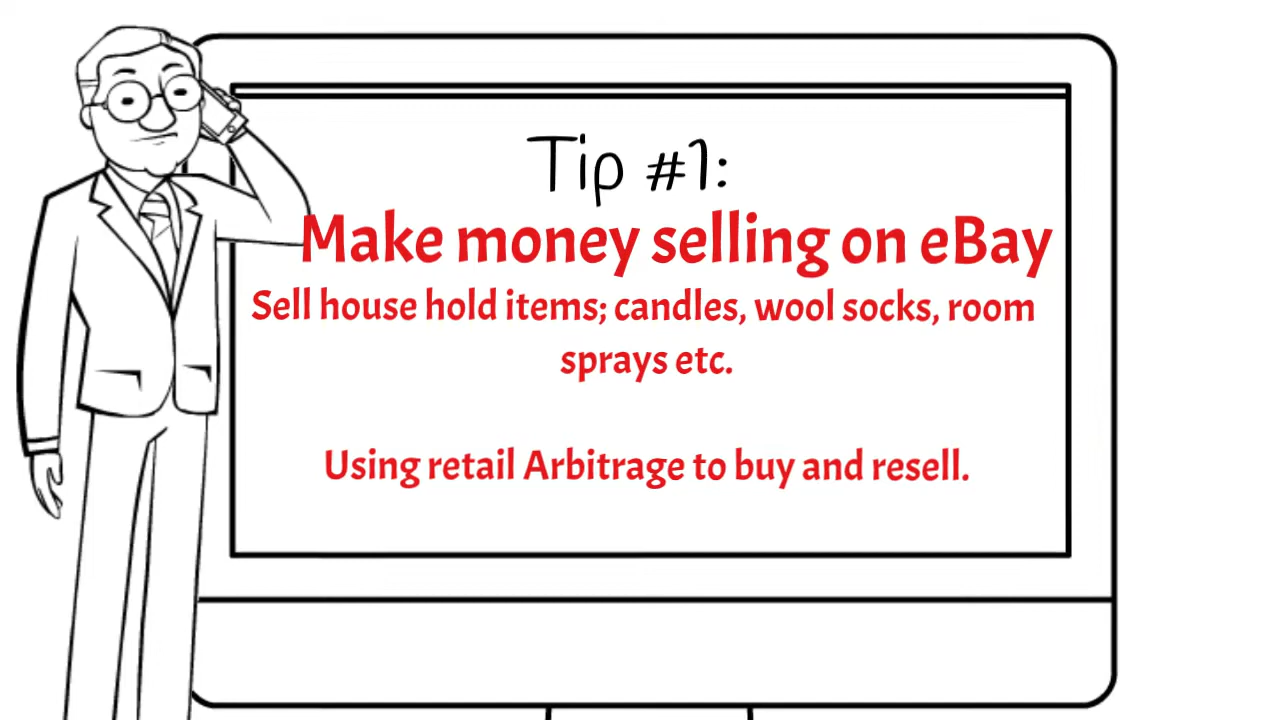 Tip #1:
Make money selling on eBay
Sell house hold items; candles, wool socks, room
sprays etc.
Using retail Arbitrage to buy and resell.